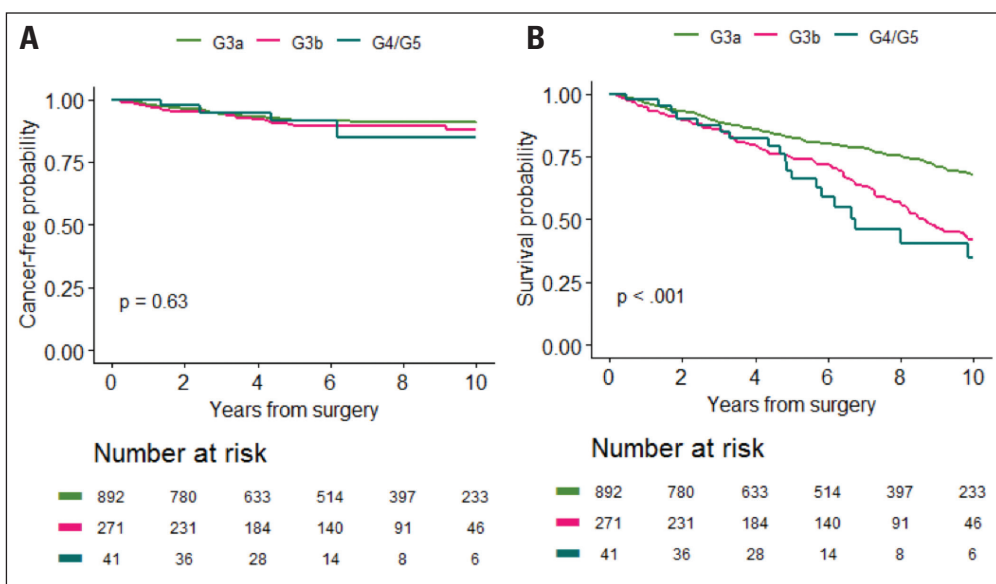 A
G3a G3b G4/G5
Cancer-free probability
1.00
0.75
0.50
0.25
0.00
p = 0.63
0 2 4 6 8 10
Years from surgery
Number at risk
892 780 633 514 397 233
271 231 184 140 91 46
41 36 28 14 8 6
B
G3a G3b G4/G5
Survival probability
1.00
0.75
0.50
0.25
0.00
p < .001
0 2 4 6 8 10
Years from surgery
Number at risk
892 780 633 514 397 233
271 231 184 140 91 46
41 36 28 14 8 6